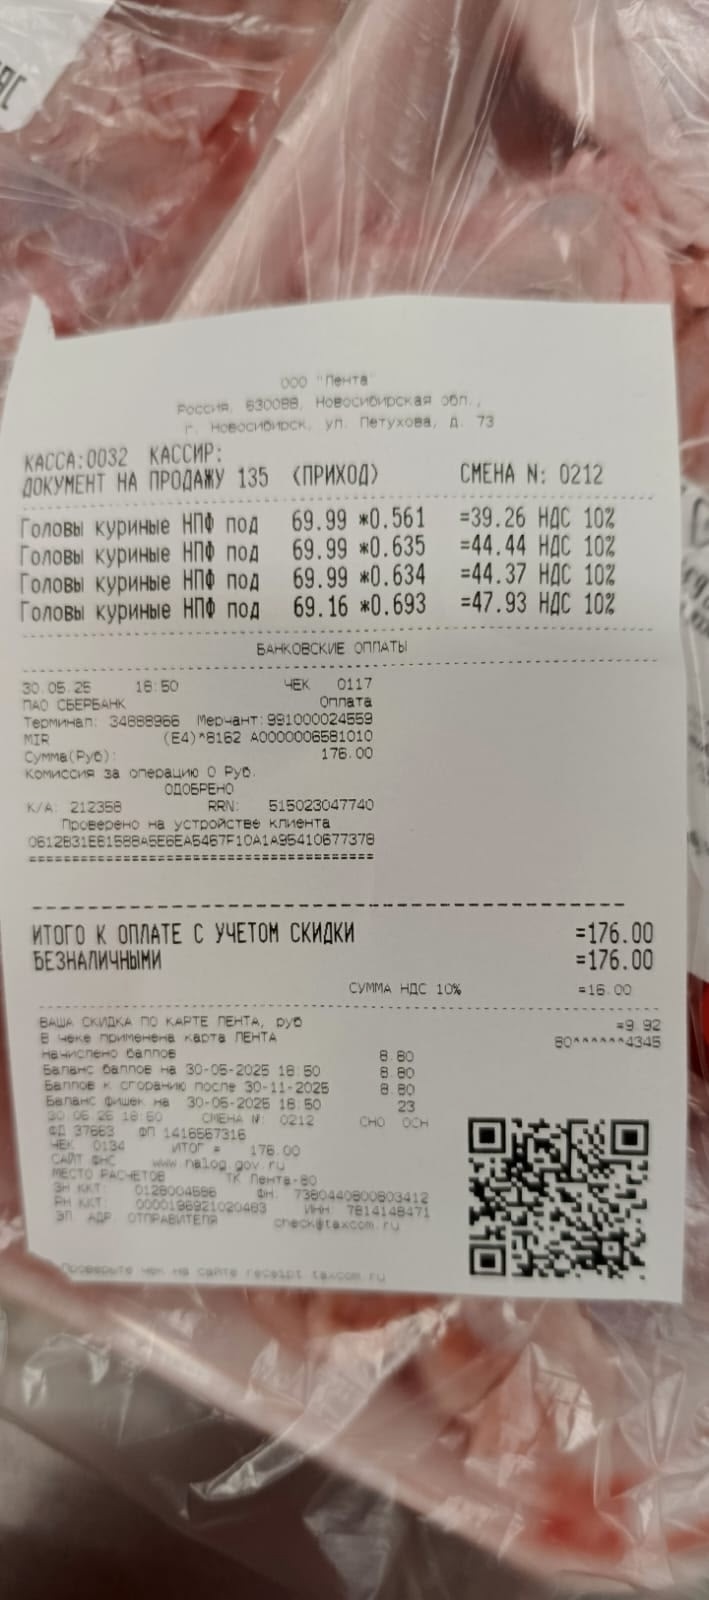 ООО "Лента"
Россия, 630088, Новосибирская обл.,
г. Новосибирск, ул. Петухова, д. 73
КАССА:0032 КАССИР:
ДОКУМЕНТ НА ПРОДАЖУ 135 (ПРИХОД) СМЕНА N: 0212
Головы куриные НПФ под 69.99 *0.561 =39.26 НДС 10%
Головы куриные НПФ под 69.99 *0.635 =44.44 НДС 10%
Головы куриные НПФ под 69.99 *0.634 =44.37 НДС 10%
Головы куриные НПФ под 69.16 *0.693 =47.93 НДС 10%
БАНКОВСКИЕ ОПЛАТЫ
30.05.25 16:50 ЧЕК 0117
ПАО СБЕРБАНК Оплата
Терминал: 34888966 Мерчант:991000024559
MIR (E4)^8162 A0000006581010
Сумма(Руб): 176.00
Комиссия за операцию 0 Руб.
ОДОБРЕНО
К/А: 212358 RRN: 515023047740
Проверено на устройстве клиента
========================================
ИТОГО К ОПЛАТЕ С УЧЕТОМ СКИДКИ =176.00
БЕЗНАЛИЧНЫМИ =176.00
СУММА НДС 10% =16.00
ВАША СКИДКА ПО КАРТЕ ЛЕНТА, руб =9.92
В чеке применена карта ЛЕНТА 80^^^^^^4345
начислено баллов 8.80
Баланс баллов на 30-05-2025 16:50 8.80
Баллов к сгоранию после 30-11-2025 8.80
Баланс фишек на 30-05-2025 16:50 23
30.05.25 16:50 СМЕНА №: 0212 СНО ОСН
ФД 37663 ФП 1416567316
ЧЕК 0134 ИТОГ = 176.00
САЙТ ФНС www.nalog.gov.ru
МЕСТО РАСЧЕТОВ ТК Лента-80
ЗН ККТ: 0128004586 ФН: 7380440800803412
РН ККТ: 0000196921020463 ИНН: 7814148471
ЭЛ. АДР. ОТПРАВИТЕЛЯ check@taxcom.ru
Проверьте чек на сайте receipt.taxcom.ru